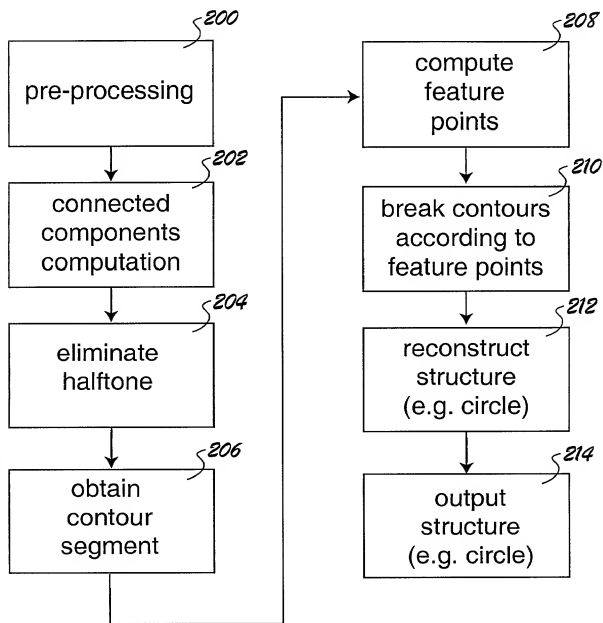 200
pre-processing
202
connected
components
computation
204
eliminate
halftone
206
obtain
contour
segment
208
compute
feature
points
210
break contours
according to
feature points
212
reconstruct
structure
(e.g. circle)
214
output
structure
(e.g. circle)